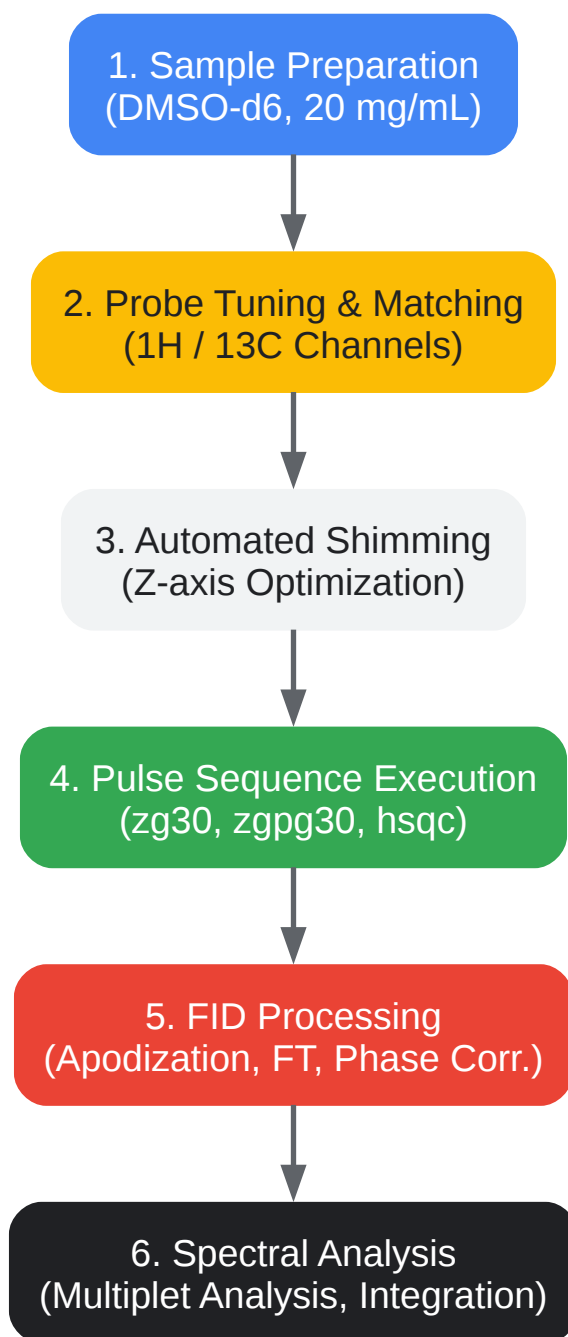 1. Sample Preparation
(DMSO-d6, 20 mg/mL)
2. Probe Tuning & Matching
(1H / 13C Channels)
3. Automated Shimming
(Z-axis Optimization)
4. Pulse Sequence Execution
(zg30, zgpg30, hsqc)
5. FID Processing
(Apodization, FT, Phase Corr.)
6. Spectral Analysis
(Multiplet Analysis, Integration)